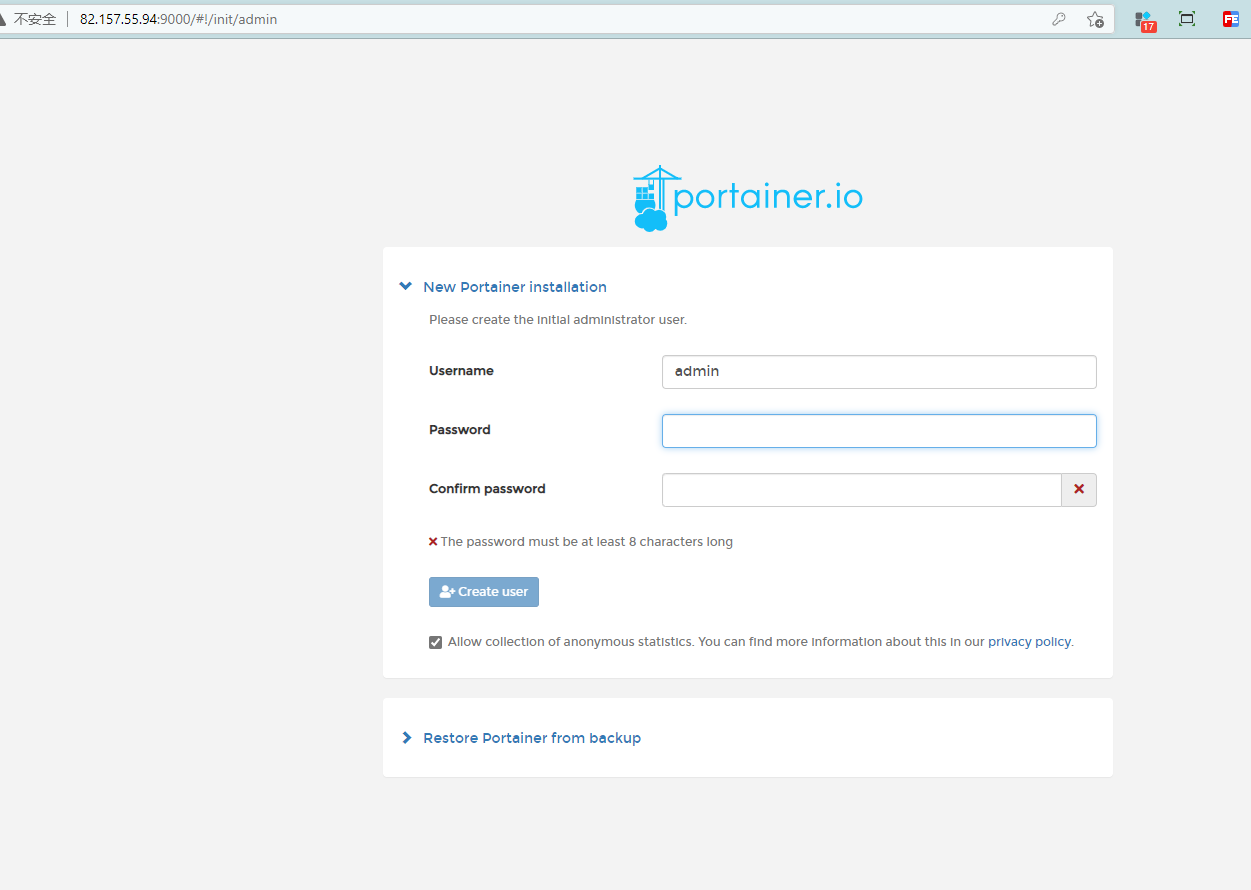 不安全 82.157.55.94:9000/#!/init/admin
17
FE
portainer.io
New Portainer installation
Please create the initial administrator user.
Username
admin
Password
Confirm password
The password must be at least 8 characters long
Create user
Allow collection of anonymous statistics. You can find more information about this in our privacy policy.
Restore Portainer from backup